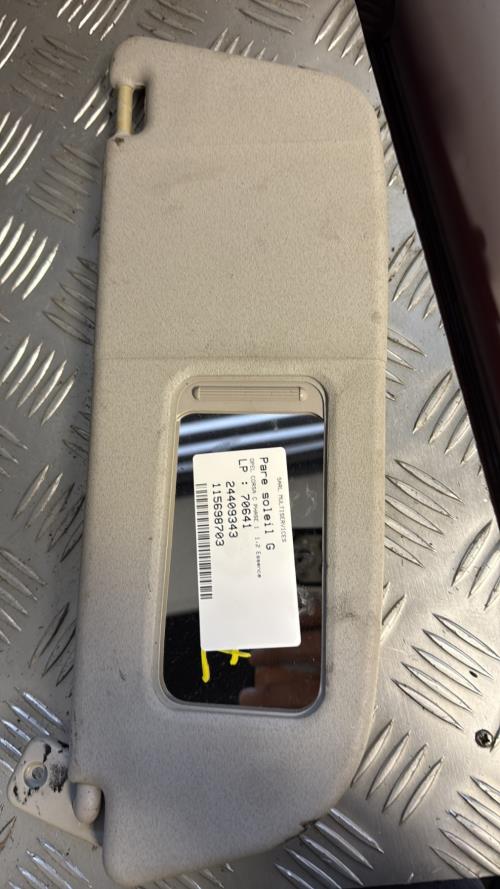 SARL MULTISERVICES
Pare soleil G
OPEL CORSA C PHASE 1 1.2 Essence
LP : 70641
24409343
115698703